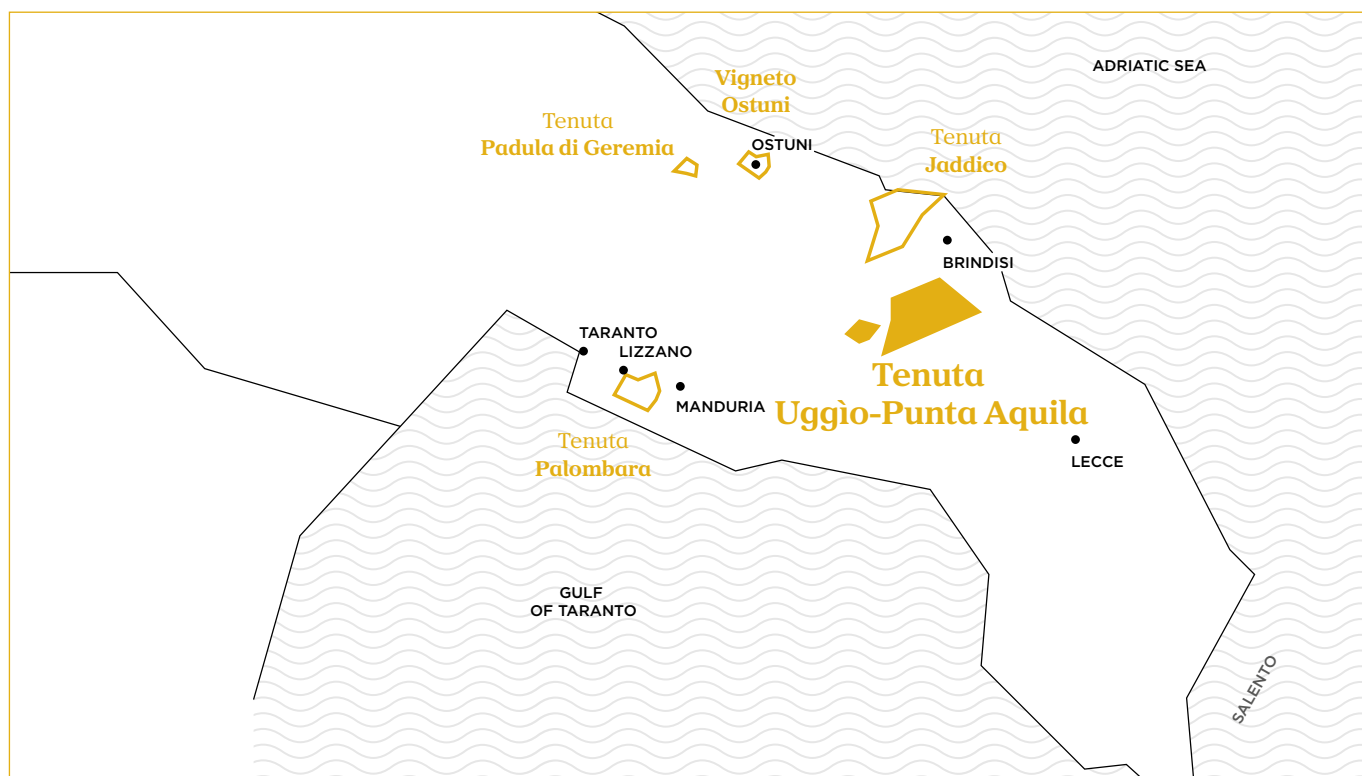 ADRIATIC SEA
Vigneto
Ostuni
Tenuta
Padula di Geremia
OSTUNI
Tenuta
Jaddico
BRINDISI
TARANTO
LIZZANO
MANDURIA
Tenuta
Uggìo-Punta Aquila
Tenuta
Palombara
LECCE
GULF
OF TARANTO
SALENTO